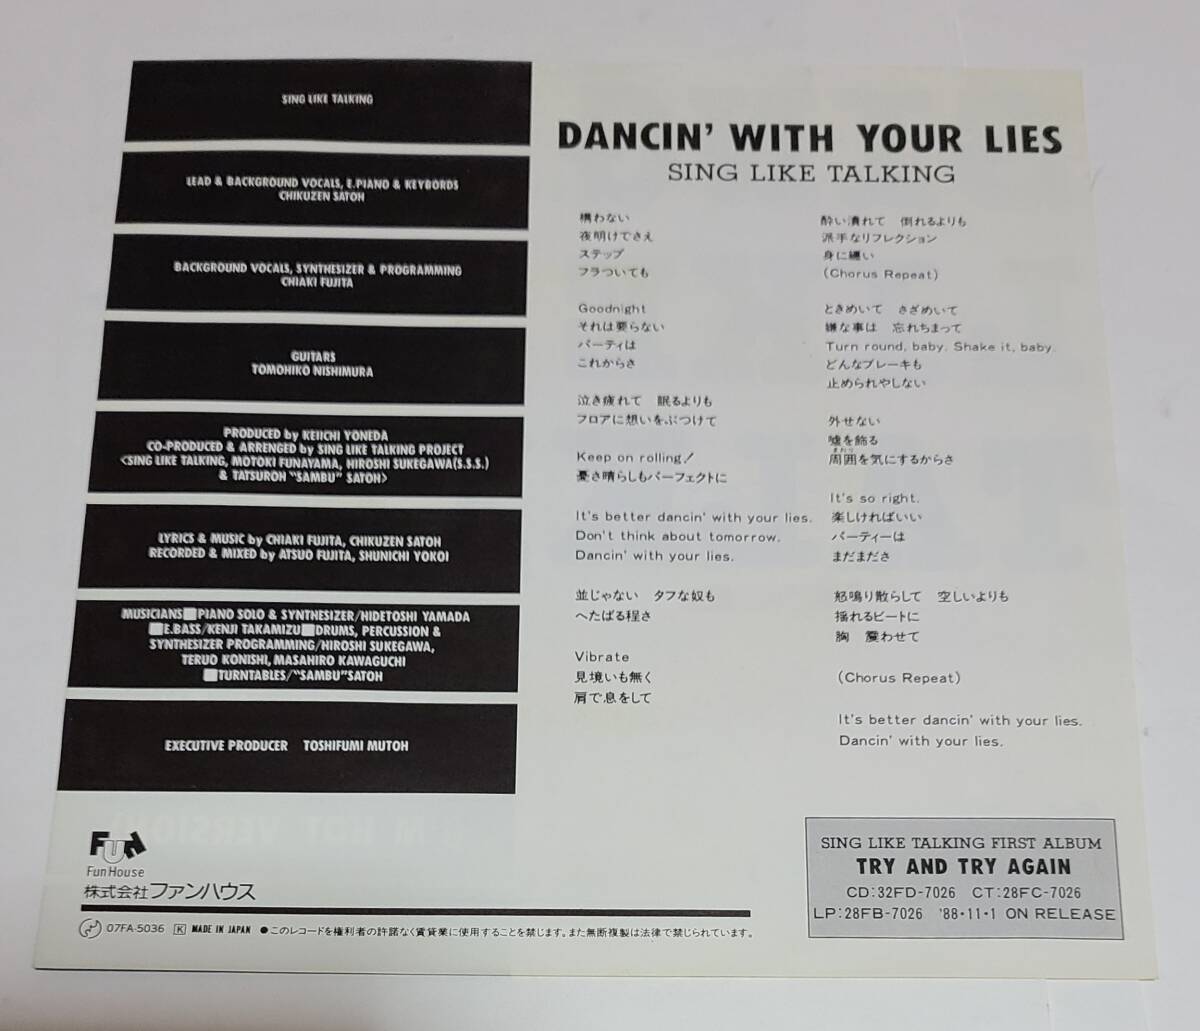 SING LIKE TALKING
LEAD & BACKGROUND VOCALS, E.PIANO & KEYBORDS
CHIKUZEN SATOH
BACKGROUND VOCALS, SYNTHESIZER & PROGRAMMING
CHIAKI FUJITA
GUITARS
TOMOHIKO NISHIMURA
PRODUCED by KEIICHI YONEDA
CO-PRODUCED & ARRENGED by SING LIKE TALKING PROJECT
<SING LIKE TALKING, MOTOKI FUNAYAMA, HIROSHI SUKEGAWA(S.S.S.)
& TATSUROH "SAMBU" SATOH>
LYRICS & MUSIC by CHIAKI FUJITA, CHIKUZEN SATOH
RECORDED & MIXED by ATSUO FUJITA, SHUNICHI YOKOI
MUSICIANS■PIANO SOLO & SYNTHESIZER/HIDETOSHI YAMADA
■E.BASS/KENJI TAKAMIZU■DRUMS, PERCUSSION &
SYNTHESIZER PROGRAMMING/HIROSHI SUKEGAWA,
TERUO KONISHI, MASAHIRO KAWAGUCHI
■TURNTABLES/"SAMBU"SATOH
EXECUTIVE PRODUCER TOSHIFUMI MUTOH
DANCIN' WITH YOUR LIES
SING LIKE TALKING
構わない
夜明けでさえ
ステップ
フラついても
Goodnight
それは要らない
パーティは
これからさ
泣き疲れて 眠るよりも
フロアに想いをぶつけて
Keep on rolling!
憂さ晴らしもパーフェクトに
It's better dancin' with your lies.
Don't think about tomorrow.
Dancin' with your lies.
並じゃない タフな奴も
へたばる程さ
Vibrate
見境いも無く
肩で息をして
酔い潰れて 倒れるよりも
派手なリフレクション
身に纏い
(Chorus Repeat)
ときめいて さざめいて
嫌な事は 忘れちまって
Turn round, baby. Shake it, baby.
どんなブレーキも
止められやしない
外せない
嘘を飾る
まわり
周囲を気にするからさ
It's so right.
楽しければいい
パーティーは
まだまださ
怒鳴り散らして 空しいよりも
揺れるビートに
胸 震わせて
(Chorus Repeat)
It's better dancin' with your lies.
Dancin' with your lies.
FUN
Fun House
株式会社ファンハウス
07FA-5036 K MADE IN JAPAN ●このレコードを権利者の許諾なく賃貸業に使用することを禁じます。また無断複製は法律で禁じられています。
SING LIKE TALKING FIRST ALBUM
TRY AND TRY AGAIN
CD:32FD-7026 CT:28FC-7026
LP:28FB-7026 '88・11・1 ON RELEASE